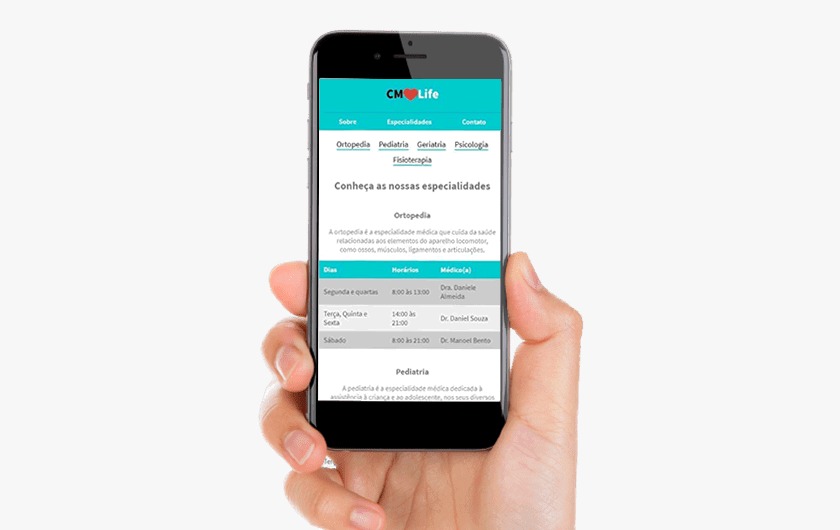 CM Life
Sobre Especialidades Contato
Ortopedia Pediatria Geriatria Psicologia
Fisioterapia
Conheça as nossas especialidades
Ortopedia
A ortopedia é a especialidade médica que cuida da saúde
relacionadas aos elementos do aparelho locomotor,
como ossos, músculos, ligamentos e articulações.
Dias Horários Médico(a)
Segunda e quartas 8:00 às 13:00 Dra. Daniele
Almeida
Terça, Quinta e
Sexta 14:00 às
21:00 Dr. Daniel Souza
Sábado 8:00 às 21:00 Dr. Manoel Bento
Pediatria
A pediatria é a especialidade médica dedicada à
assistência à criança e ao adolescente, nos seus diversos